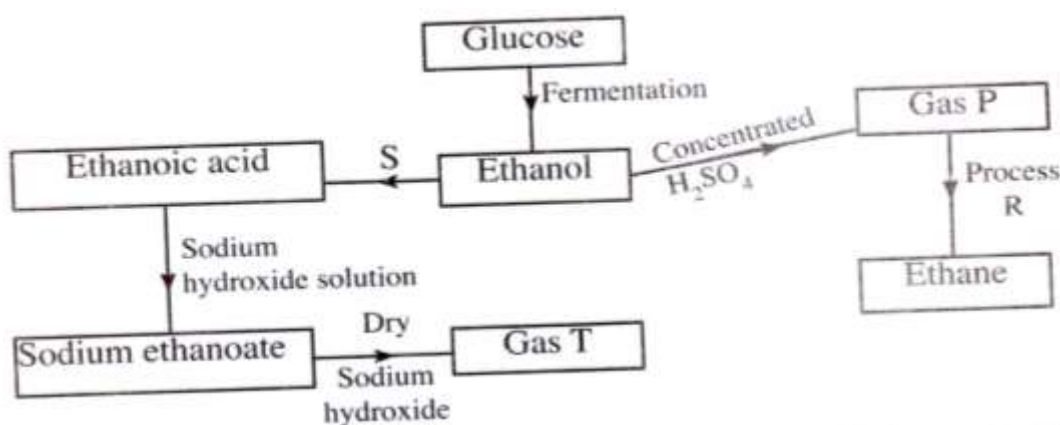 Glucose
Fermentation
Gas P
Concentrated
H₂SO₄
Ethanoic acid
S
Ethanol
Process
R
Sodium
hydroxide solution
Ethane
Sodium ethanoate
Dry
Sodium
hydroxide
Gas T